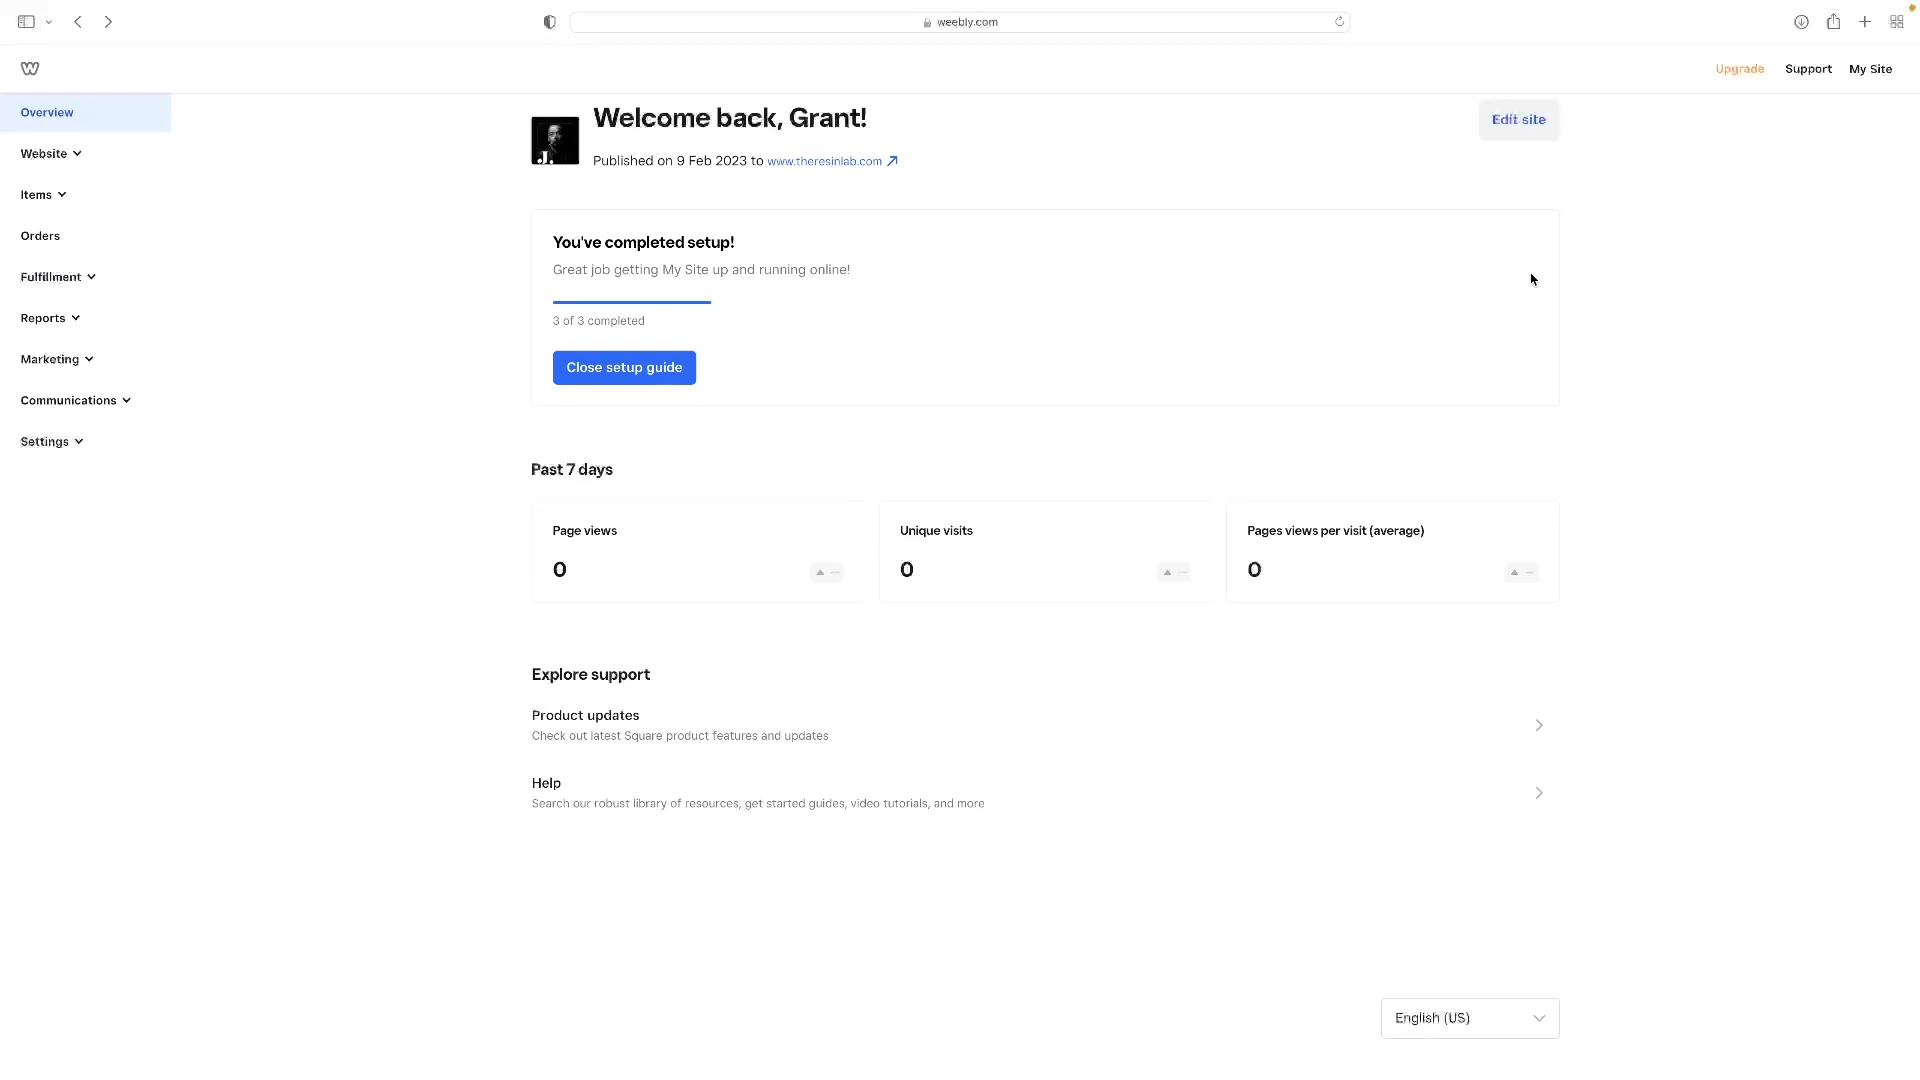 weebly.com
Upgrade Support My Site
Overview
Website
Items
Orders
Fulfillment
Reports
Marketing
Communications
Settings
J.
Welcome back, Grant!
Published on 9 Feb 2023 to www.theresinlab.com
Edit site
You've completed setup!
Great job getting My Site up and running online!
3 of 3 completed
Close setup guide
Past 7 days
Page views
0
Unique visits
0
Pages views per visit (average)
0
Explore support
Product updates
Check out latest Square product features and updates
Help
Search our robust library of resources, get started guides, video tutorials, and more
English (US)